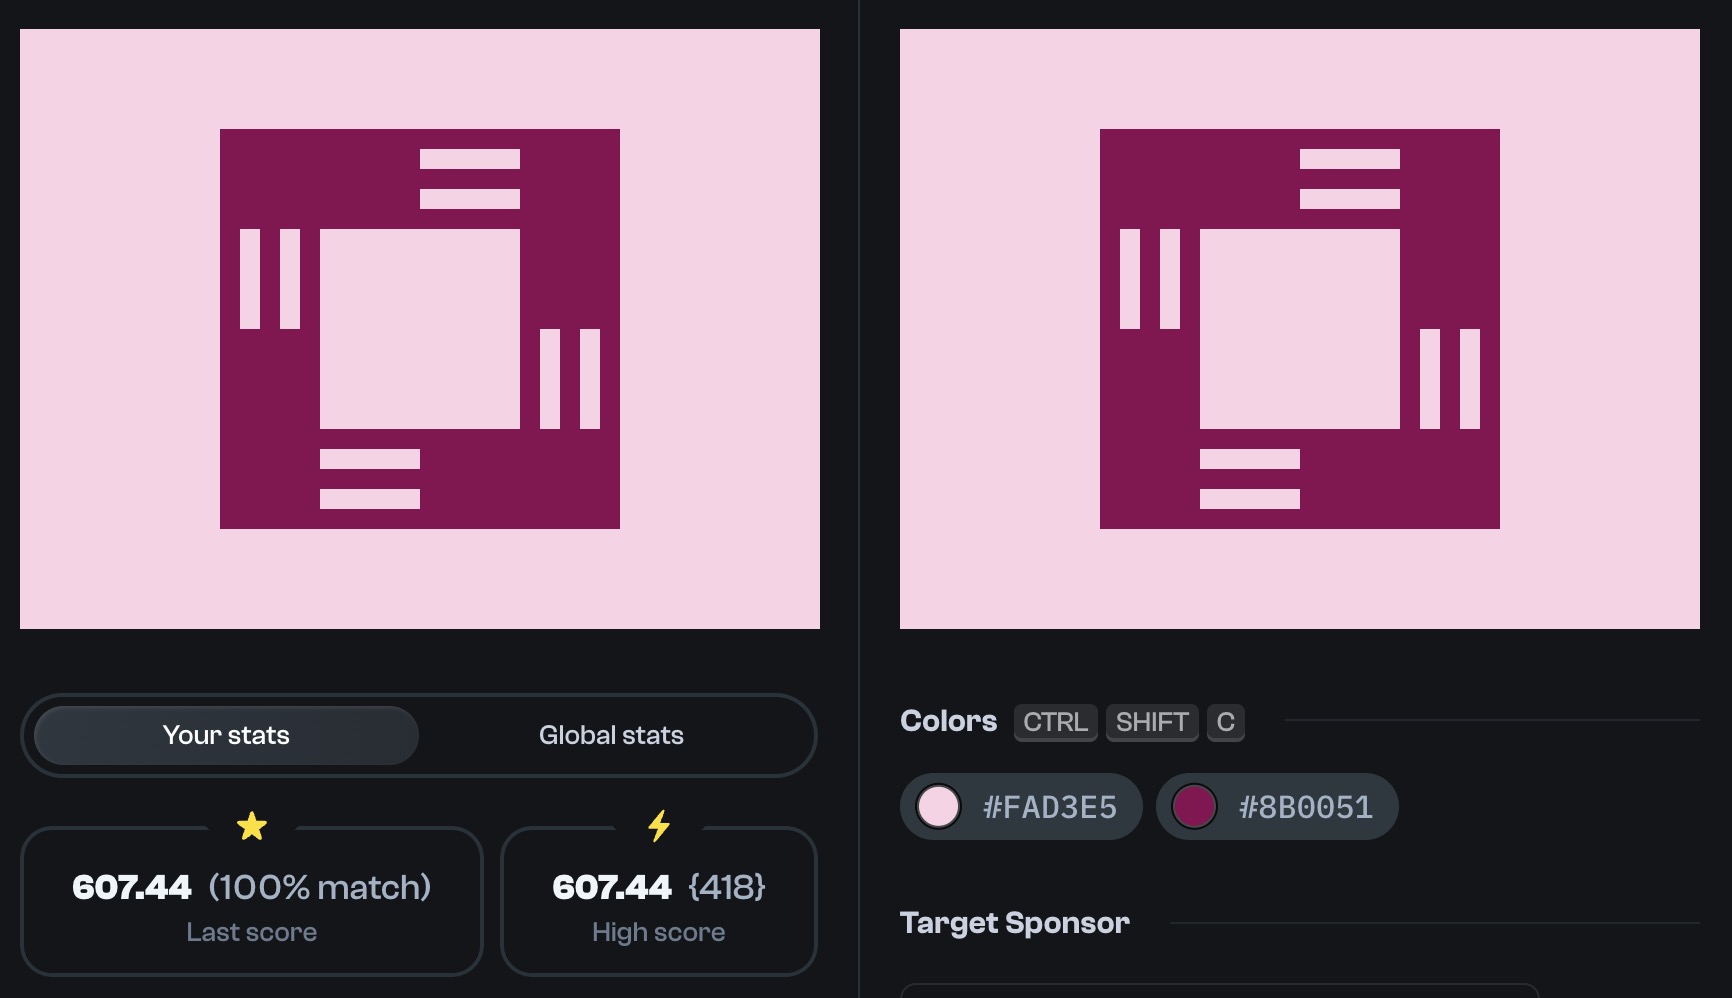 Your stats
Global stats
607.44 (100% match)
Last score
607.44 {418}
High score
Colors CTRL SHIFT C
#FAD3E5
#8B0051
Target Sponsor